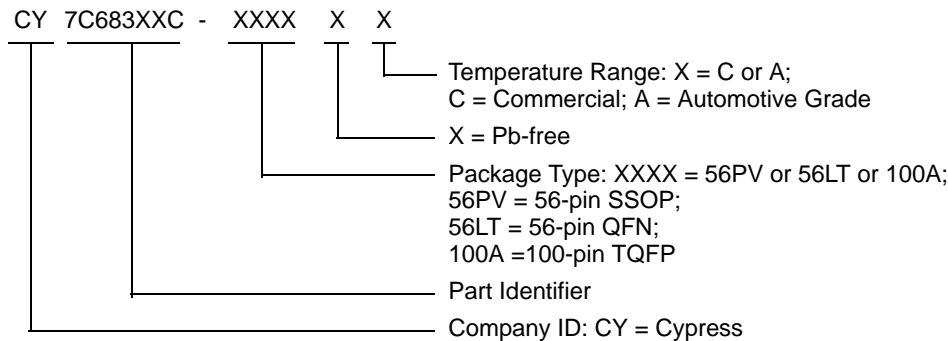 CY 7C683XXC - XXXX X X
Temperature Range: X = C or A;
C = Commercial; A = Automotive Grade
X = Pb-free
Package Type: XXXX = 56PV or 56LT or 100A;
56PV = 56-pin SSOP;
56LT = 56-pin QFN;
100A =100-pin TQFP
Part Identifier
Company ID: CY = Cypress